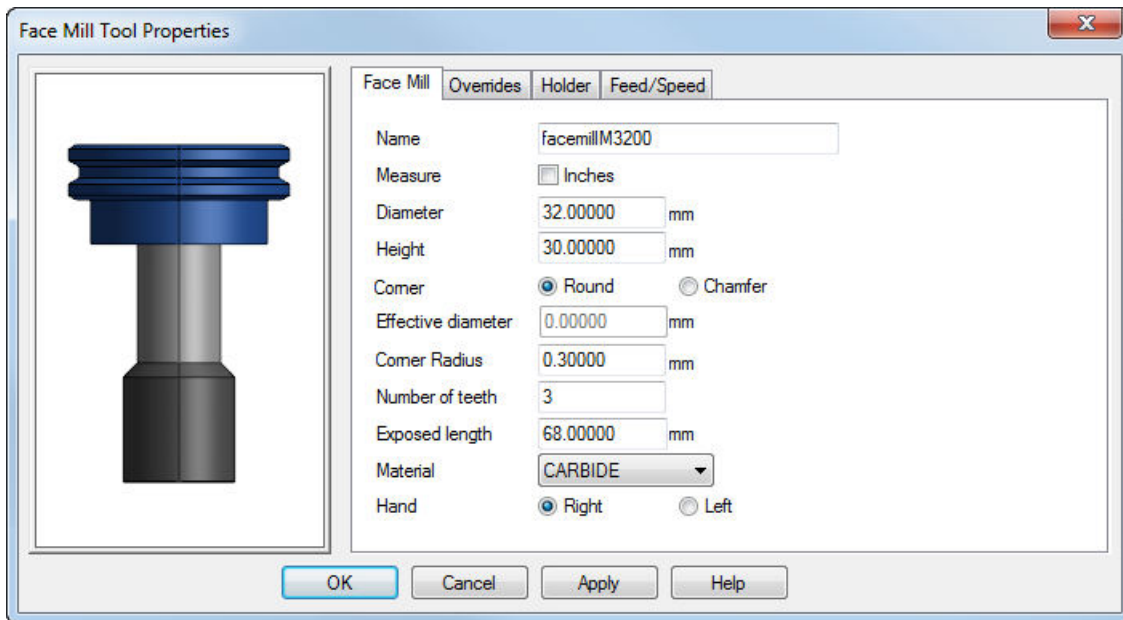 Face Mill Tool Properties
Face Mill Overrides Holder Feed/Speed
Name facemillM3200
Measure Inches
Diameter 32.00000 mm
Height 30.00000 mm
Corner Round Chamfer
Effective diameter 0.00000 mm
Corner Radius 0.30000 mm
Number of teeth 3
Exposed length 68.00000 mm
Material CARBIDE
Hand Right Left
OK Cancel Apply Help